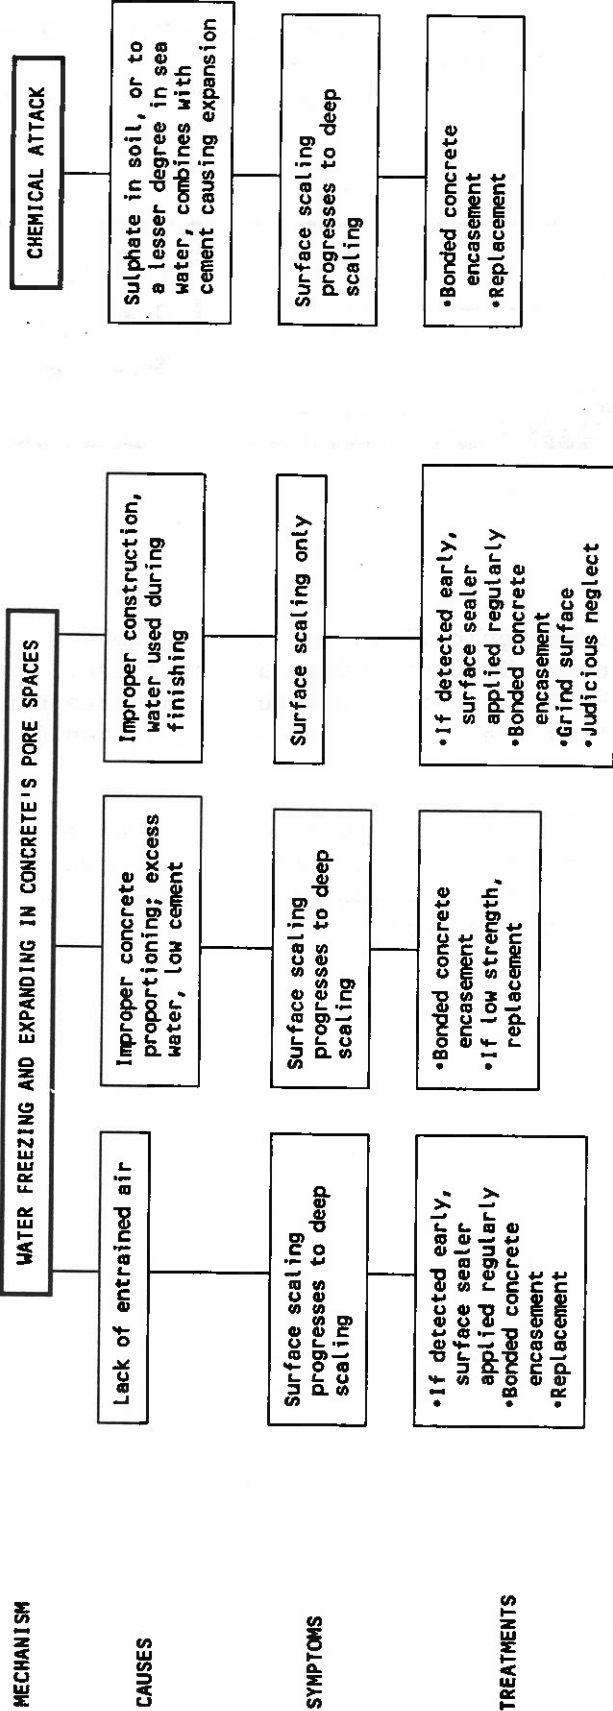 MECHANISM
WATER FREEZING AND EXPANDING IN CONCRETE'S PORE SPACES
CHEMICAL ATTACK
CAUSES
Lack of entrained air
Improper concrete
proportioning; excess
water, low cement
Improper construction,
water used during
finishing
Sulphate in soil, or to
a lesser degree in sea
water, combines with
cement causing expansion
SYMPTOMS
Surface scaling
progresses to deep
scaling
Surface scaling
progresses to deep
scaling
Surface scaling only
Surface scaling
progresses to deep
scaling
TREATMENTS
•If detected early,
surface sealer
applied regularly
•Bonded concrete
encasement
•Replacement
•Bonded concrete
encasement
•If low strength,
replacement
•If detected early,
surface sealer
applied regularly
•Bonded concrete
encasement
•Grind surface
•Judicious neglect
•Bonded concrete
encasement
•Replacement